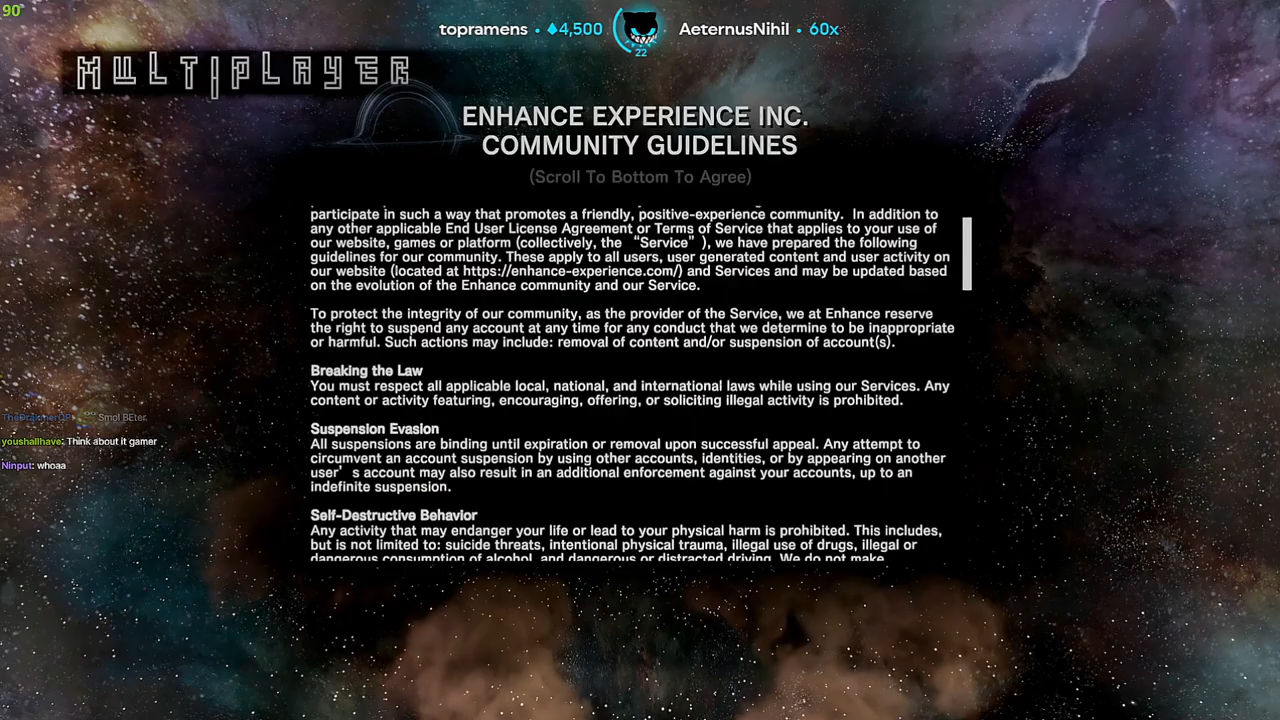 90
topramens • 4,500
AeternusNihil • 60x
22
MULTIPLAYER
ENHANCE EXPERIENCE INC.
COMMUNITY GUIDELINES
(Scroll To Bottom To Agree)
participate in such a way that promotes a friendly, positive-experience community. In addition to
any other applicable End User License Agreement or Terms of Service that applies to your use of
our website, games or platform (collectively, the “Service”), we have prepared the following
guidelines for our community. These apply to all users, user generated content and user activity on
our website (located at https://enhance-experience.com/) and Services and may be updated based
on the evolution of the Enhance community and our Service.
To protect the integrity of our community, as the provider of the Service, we at Enhance reserve
the right to suspend any account at any time for any conduct that we determine to be inappropriate
or harmful. Such actions may include: removal of content and/or suspension of account(s).
Breaking the Law
You must respect all applicable local, national, and international laws while using our Services. Any
content or activity featuring, encouraging, offering, or soliciting illegal activity is prohibited.
Suspension Evasion
All suspensions are binding until expiration or removal upon successful appeal. Any attempt to
circumvent an account suspension by using other accounts, identities, or by appearing on another
user’s account may also result in an additional enforcement against your accounts, up to an
indefinite suspension.
Self-Destructive Behavior
Any activity that may endanger your life or lead to your physical harm is prohibited. This includes,
but is not limited to: suicide threats, intentional physical trauma, illegal use of drugs, illegal or
dangerous consumption of alcohol, and dangerous or distracted driving. We do not make
Smol BEter
youshallhave: Think about it gamer
Ninput: whoaa